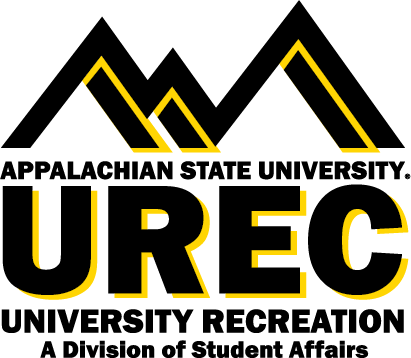 APPALACHIAN STATE UNIVERSITY.
UREC
UNIVERSITY RECREATION
A Division of Student Affairs